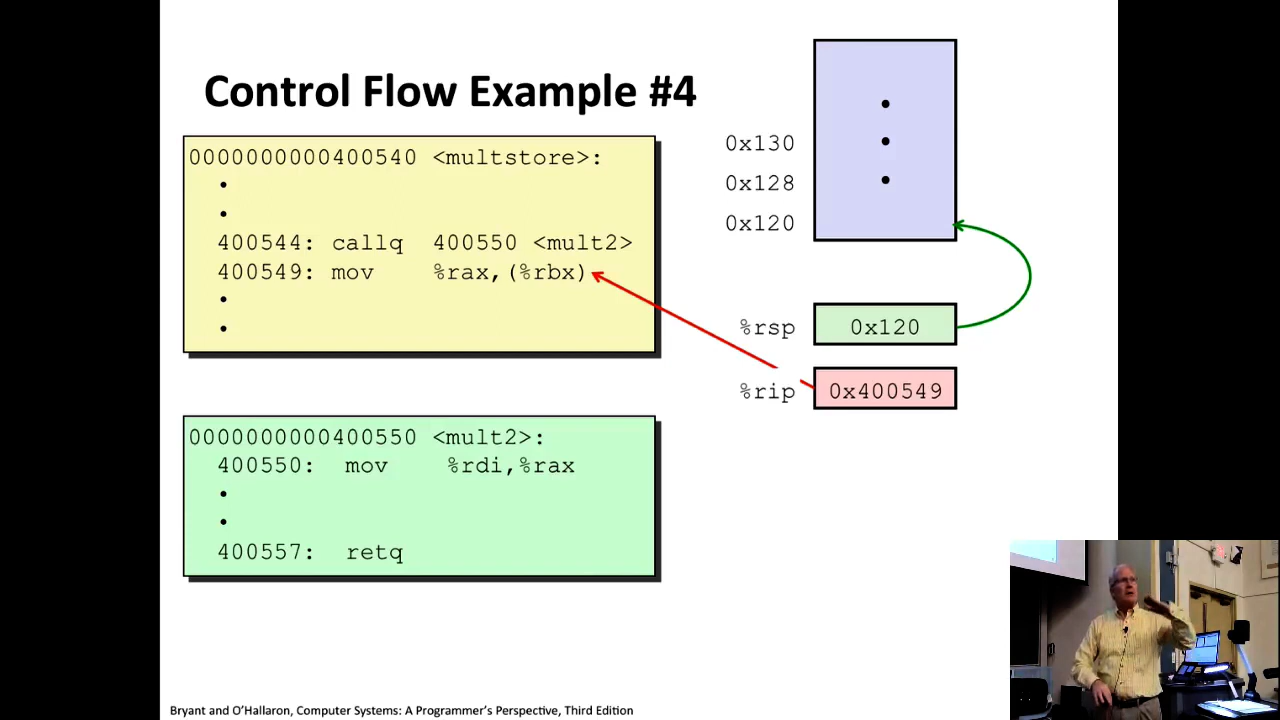 Control Flow Example #4
0000000000400540 <multstore>:
•
•
400544: callq 400550 <mult2>
400549: mov %rax,(%rbx)
•
•
0000000000400550 <mult2>:
400550: mov %rdi,%rax
•
•
400557: retq
0x130
0x128
0x120
%rsp 0x120
%rip 0x400549
Bryant and O'Hallaron, Computer Systems: A Programmer's Perspective, Third Edition